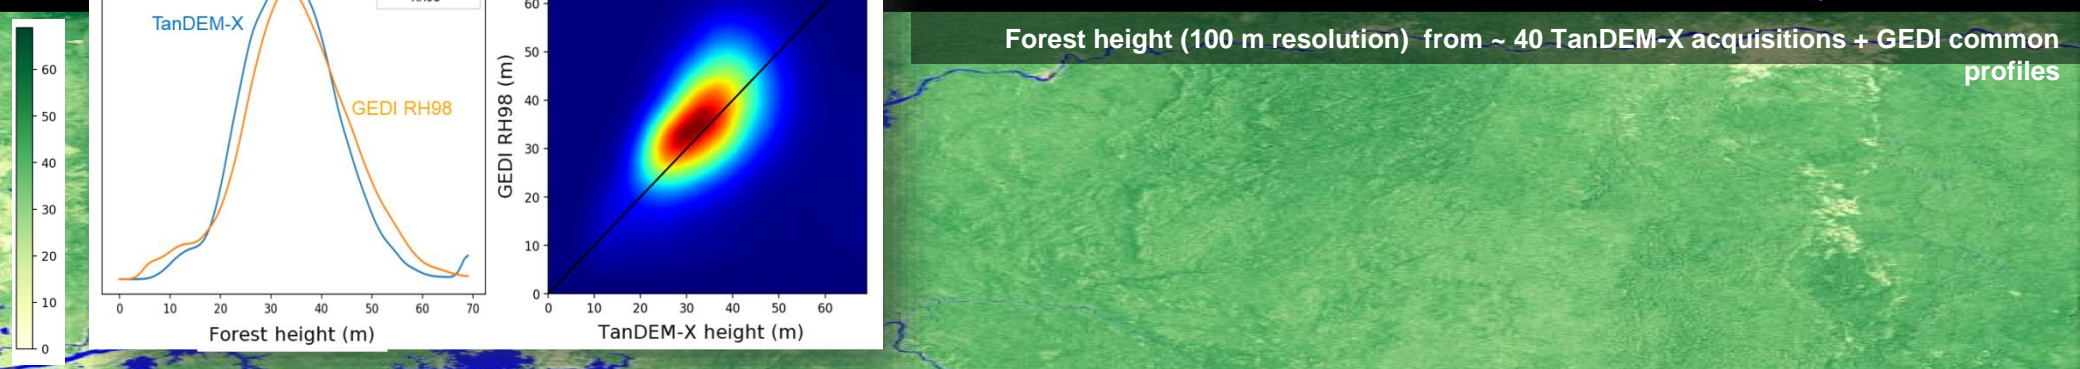 Forest height (100 m resolution) from ~ 40 TanDEM-X acquisitions + GEDI common
profiles
60
50
40
30
20
10
0
TanDEM-X
GEDI RH98
0 10 20 30 40 50 60 70
Forest height (m)
GEDI RH98 (m)
60
50
40
30
20
10
0
0 10 20 30 40 50 60
TanDEM-X height (m)